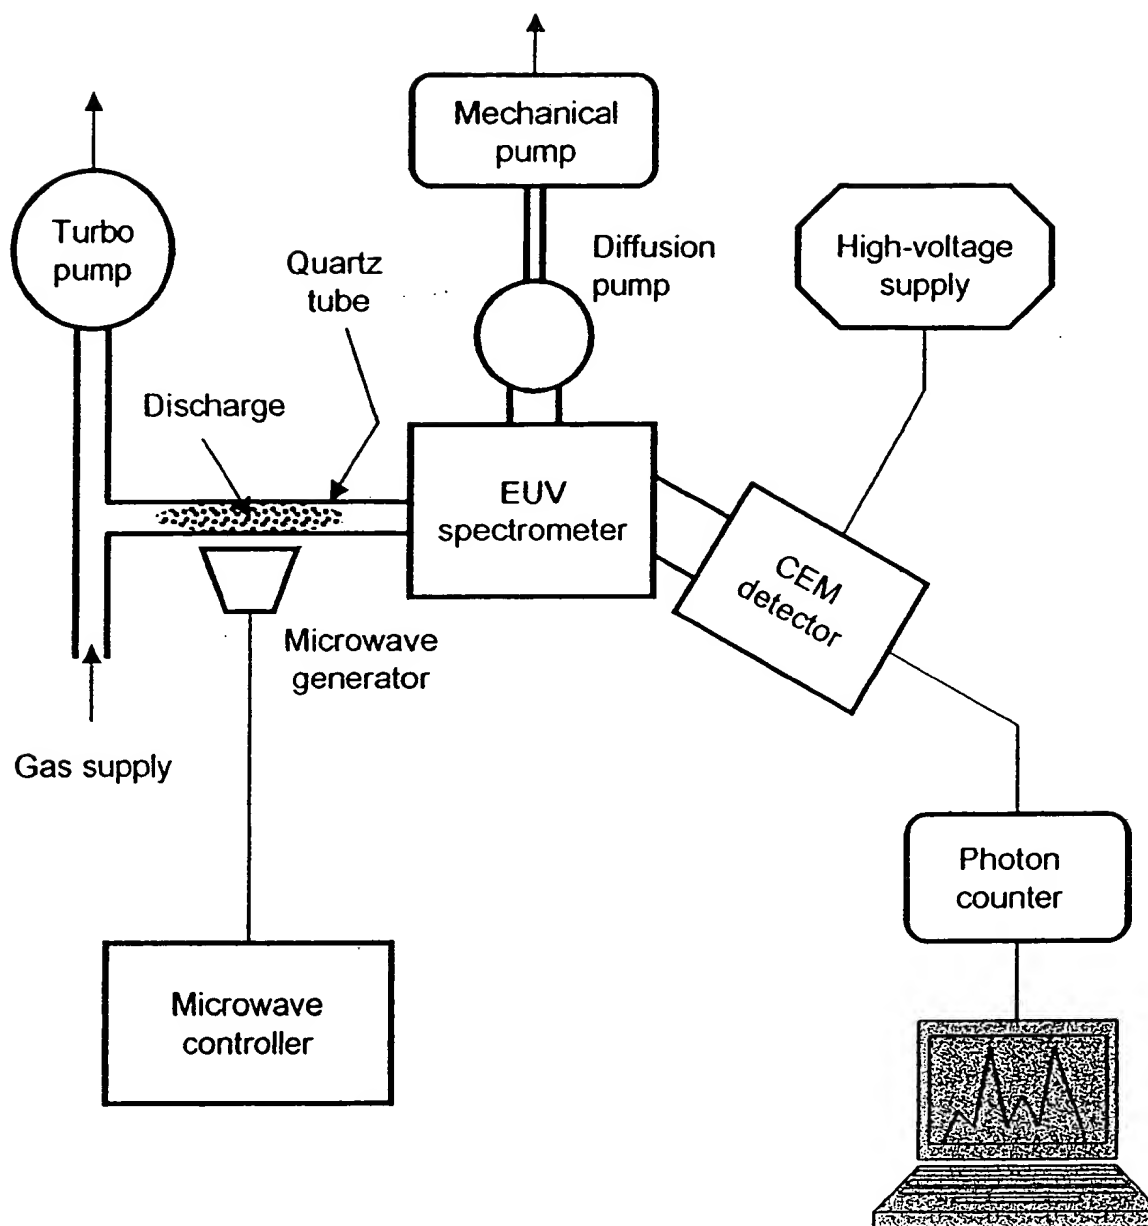 Mechanical
pump
Turbo
pump
Quartz
tube
Diffusion
pump
High-voltage
supply
Discharge
EUV
spectrometer
CEM
detector
Microwave
generator
Gas supply
Photon
counter
Microwave
controller